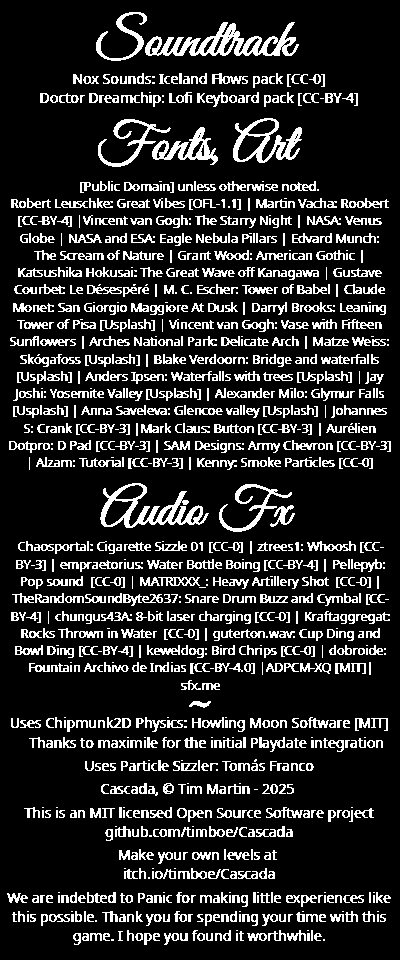 Soundtrack
Nox Sounds: Iceland Flows pack [CC-0]
Doctor Dreamchip: Lofi Keyboard pack [CC-BY-4]
Fonts, Art
[Public Domain] unless otherwise noted.
Robert Leuschke: Great Vibes [OFL-1.1] | Martin Vacha: Roobert
[CC-BY-4] |Vincent van Gogh: The Starry Night | NASA: Venus
Globe | NASA and ESA: Eagle Nebula Pillars | Edvard Munch:
The Scream of Nature | Grant Wood: American Gothic |
Katsushika Hokusai: The Great Wave off Kanagawa | Gustave
Courbet: Le Désespéré | M. C. Escher: Tower of Babel | Claude
Monet: San Giorgio Maggiore At Dusk | Darryl Brooks: Leaning
Tower of Pisa [Usplash] | Vincent van Gogh: Vase with Fifteen
Sunflowers | Arches National Park: Delicate Arch | Matze Weiss:
Skógafoss [Usplash] | Blake Verdoorn: Bridge and waterfalls
[Usplash] | Anders Ipsen: Waterfalls with trees [Usplash] | Jay
Joshi: Yosemite Valley [Usplash] | Alexander Milo: Glymur Falls
[Usplash] | Anna Saveleva: Glencoe valley [Usplash] | Johannes
S: Crank [CC-BY-3] |Mark Claus: Button [CC-BY-3] | Aurélien
Dotpro: D Pad [CC-BY-3] | SAM Designs: Army Chevron [CC-BY-3]
| Alzam: Tutorial [CC-BY-3] | Kenny: Smoke Particles [CC-0]
Audio Fx
Chaosportal: Cigarette Sizzle 01 [CC-0] | ztrees1: Whoosh [CC-
BY-3] | empraetorius: Water Bottle Boing [CC-BY-4] | Pellepyb:
Pop sound [CC-0] | MATRIXXX_: Heavy Artillery Shot [CC-0] |
TheRandomSoundByte2637: Snare Drum Buzz and Cymbal [CC-
BY-4] | chungus43A: 8-bit laser charging [CC-0] | Kraftaggregat:
Rocks Thrown in Water [CC-0] | guterton.wav: Cup Ding and
Bowl Ding [CC-BY-4] | keweldog: Bird Chrips [CC-0] | dobroide:
Fountain Archivo de Indias [CC-BY-4.0] |ADPCM-XQ [MIT]|
sfx.me
~
Uses Chipmunk2D Physics: Howling Moon Software [MIT]
Thanks to maximile for the initial Playdate integration
Uses Particle Sizzler: Tomás Franco
Cascada, © Tim Martin - 2025
This is an MIT licensed Open Source Software project
github.com/timboe/Cascada
Make your own levels at
itch.io/timboe/Cascada
We are indebted to Panic for making little experiences like
this possible. Thank you for spending your time with this
game. I hope you found it worthwhile.